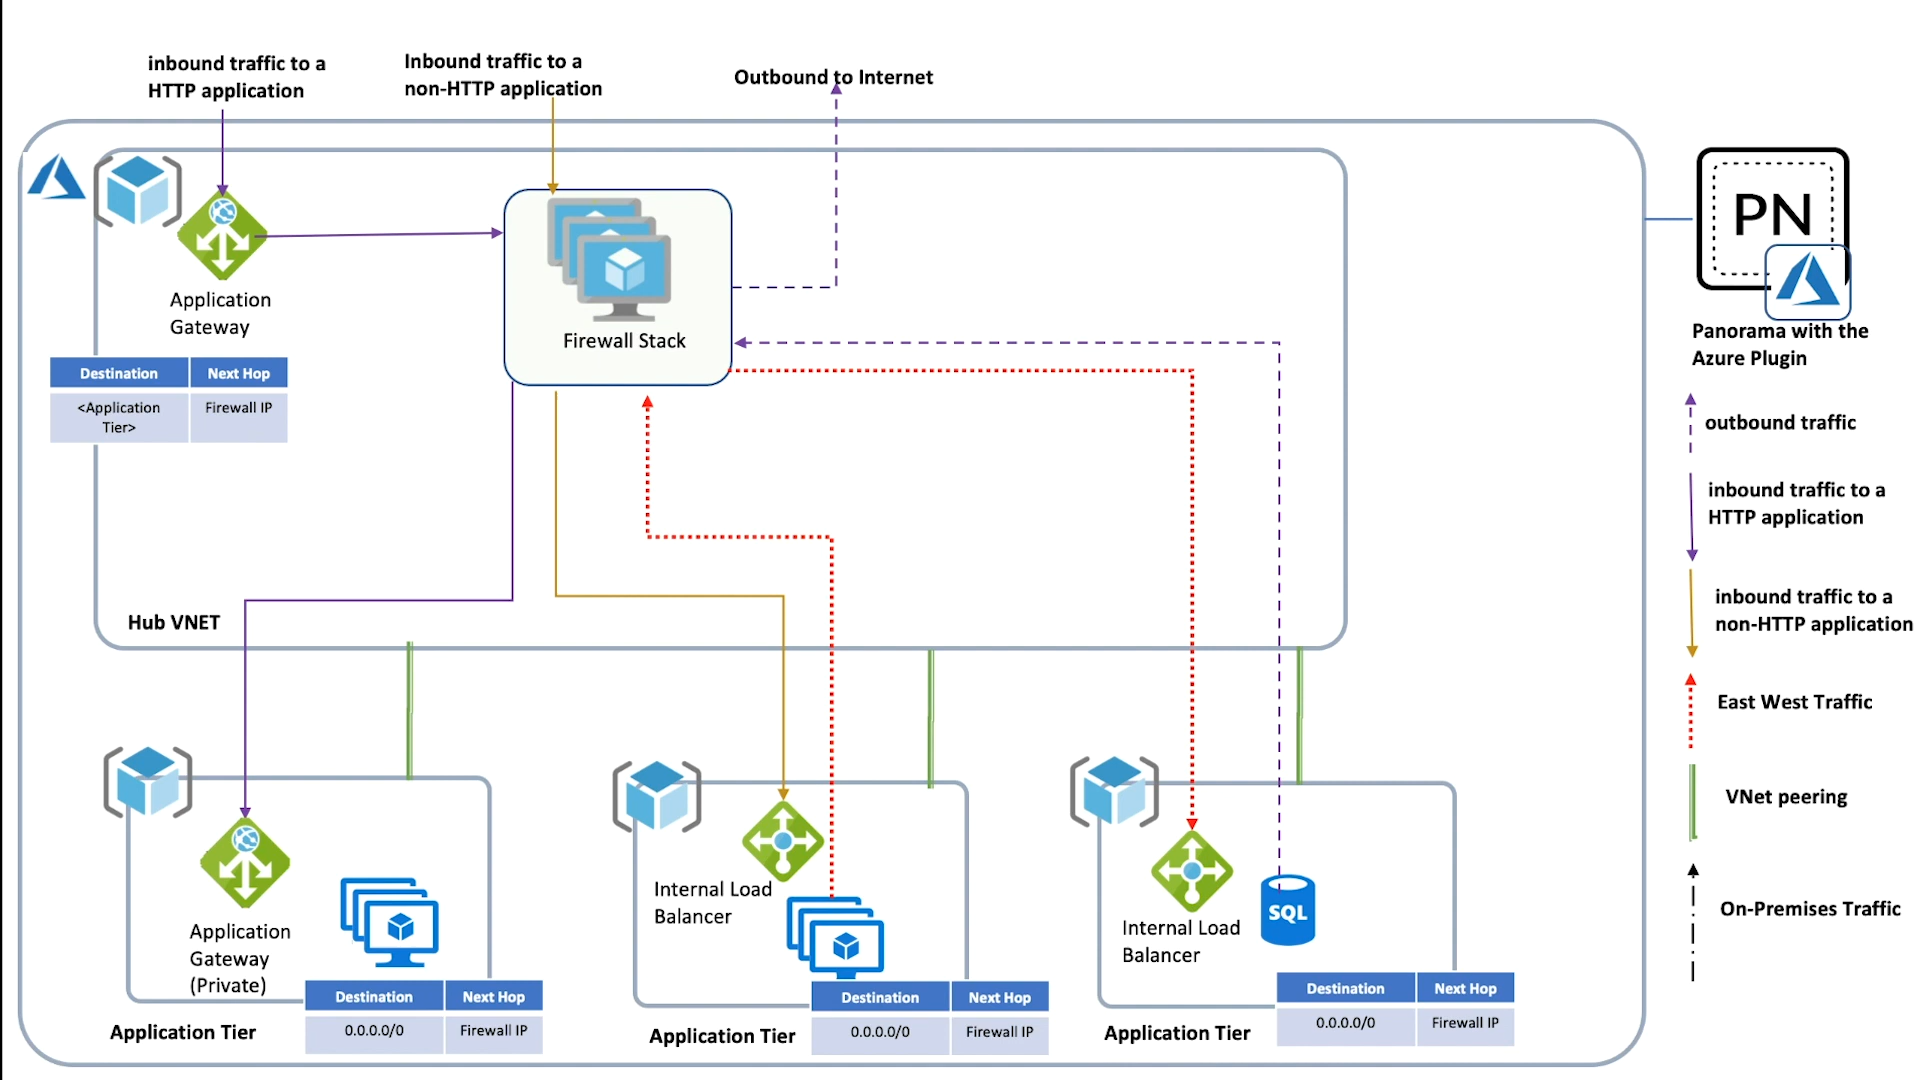 inbound traffic to a
HTTP application
Inbound traffic to a
non-HTTP application
Outbound to Internet
Application
Gateway
Firewall Stack
Destination
Next Hop
<Application
Tier>
Firewall IP
Hub VNET
PN
Panorama with the
Azure Plugin
outbound traffic
inbound traffic to a
HTTP application
inbound traffic to a
non-HTTP application
East West Traffic
VNet peering
On-Premises Traffic
Application
Gateway
(Private)
Destination
Next Hop
0.0.0.0/0
Firewall IP
Application Tier
Internal Load
Balancer
Destination
Next Hop
0.0.0.0/0
Firewall IP
Application Tier
Internal Load
Balancer
SQL
Destination
Next Hop
0.0.0.0/0
Firewall IP
Application Tier